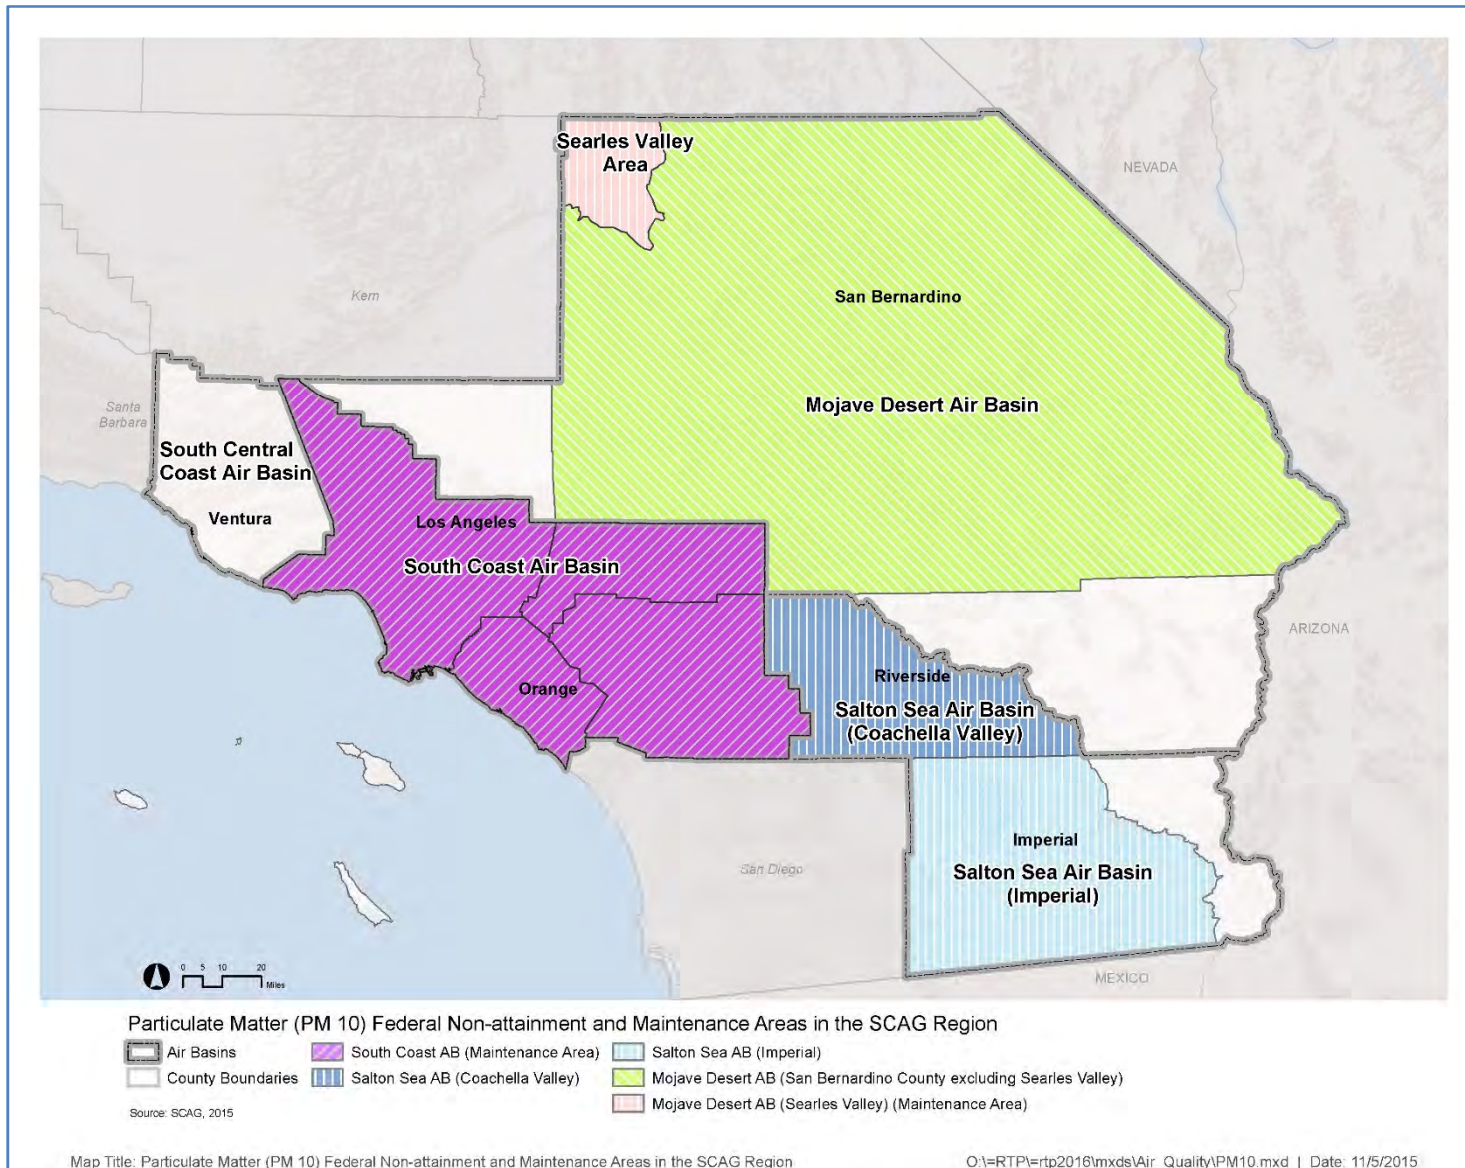 Searles Valley
Area
NEVADA
San Bernardino
Kern
Mojave Desert Air Basin
Santa
Barbara
South Central
Coast Air Basin
Ventura
Los Angeles
South Coast Air Basin
ARIZONA
Riverside
Orange
Salton Sea Air Basin
(Coachella Valley)
Imperial
San Diego
Salton Sea Air Basin
(Imperial)
0 5 10 20
Miles
MEXICO
Particulate Matter (PM 10) Federal Non-attainment and Maintenance Areas in the SCAG Region
Air Basins
South Coast AB (Maintenance Area)
Salton Sea AB (Imperial)
County Boundaries
Salton Sea AB (Coachella Valley)
Mojave Desert AB (San Bernardino County excluding Searles Valley)
Mojave Desert AB (Searles Valley) (Maintenance Area)
Source: SCAG, 2015
Map Title: Particulate Matter (PM 10) Federal Non-attainment and Maintenance Areas in the SCAG Region
O:\=RTP\=rtp2016\mxds\Air_Quality\PM10.mxd | Date: 11/5/2015